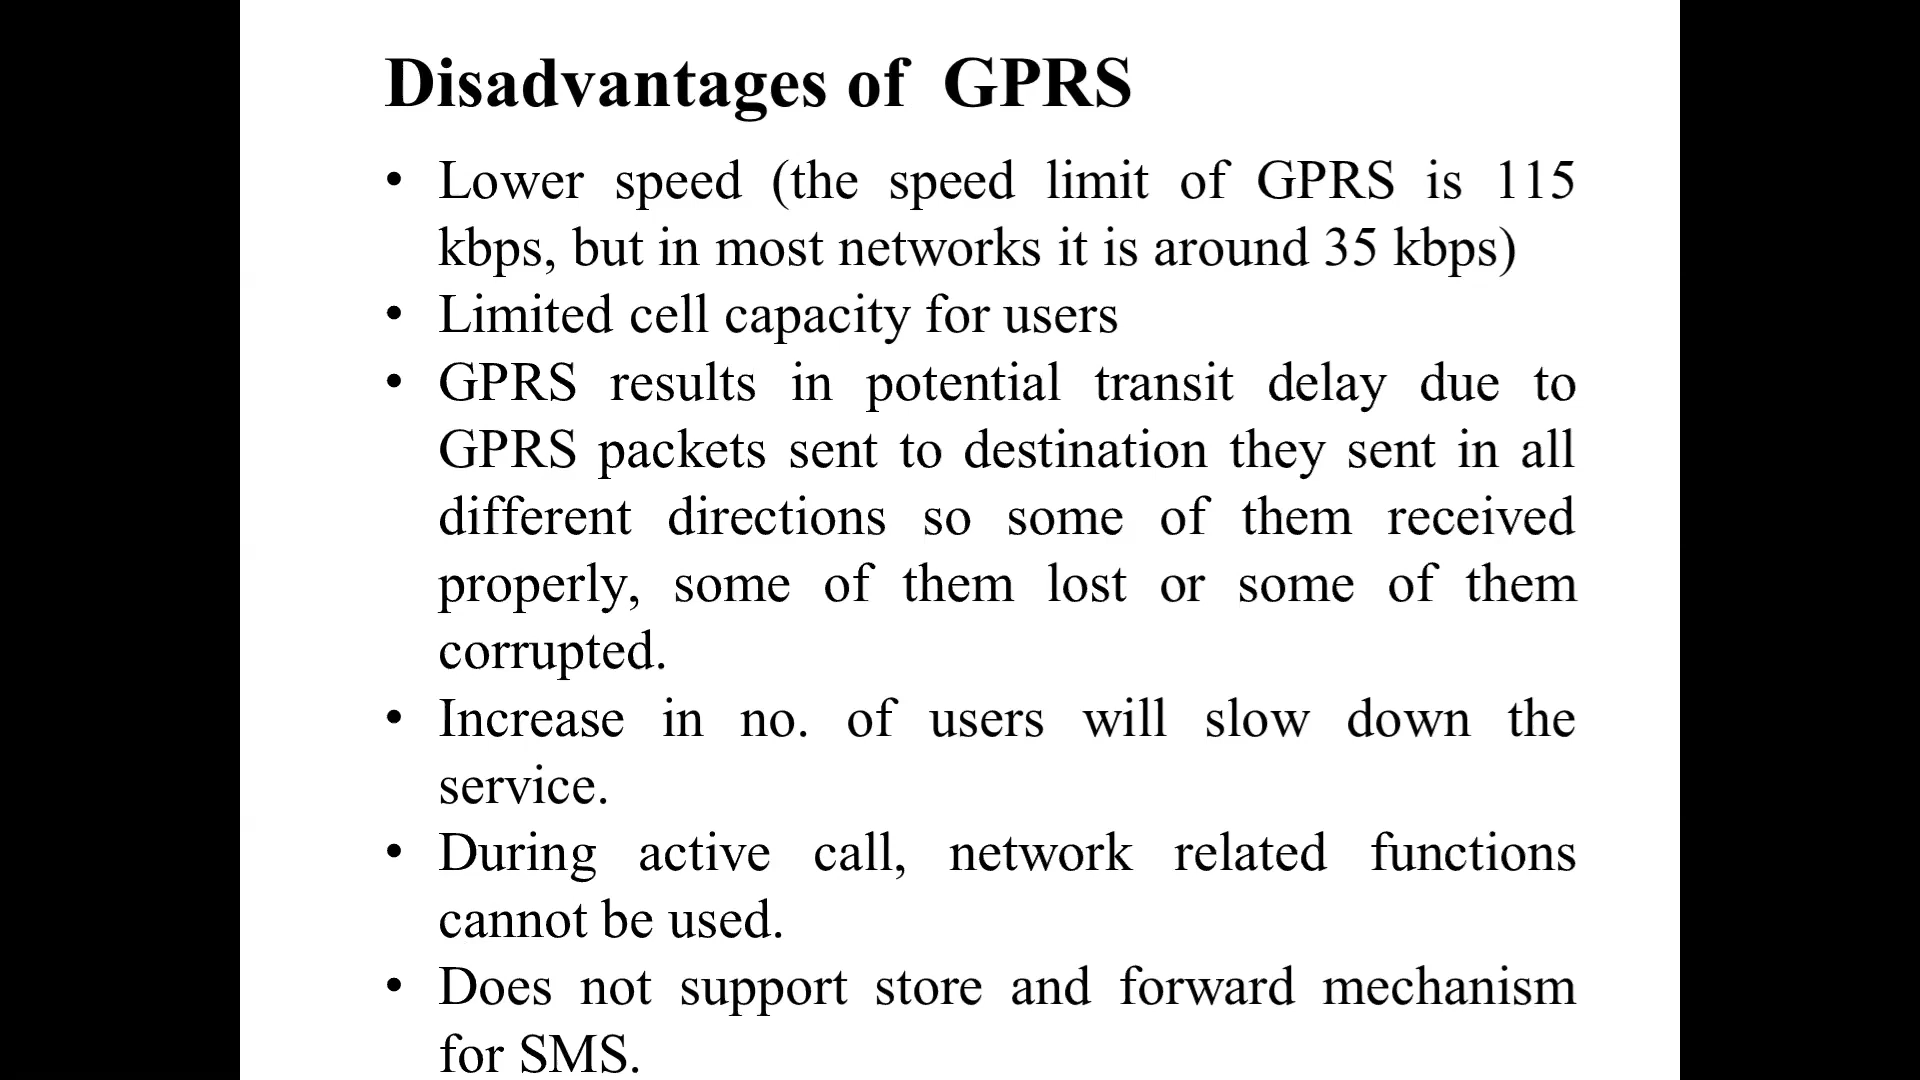 Disadvantages of GPRS
• Lower speed (the speed limit of GPRS is 115
kbps, but in most networks it is around 35 kbps)
• Limited cell capacity for users
• GPRS results in potential transit delay due to
GPRS packets sent to destination they sent in all
different directions so some of them received
properly, some of them lost or some of them
corrupted.
• Increase in no. of users will slow down the
service.
• During active call, network related functions
cannot be used.
• Does not support store and forward mechanism
for SMS.